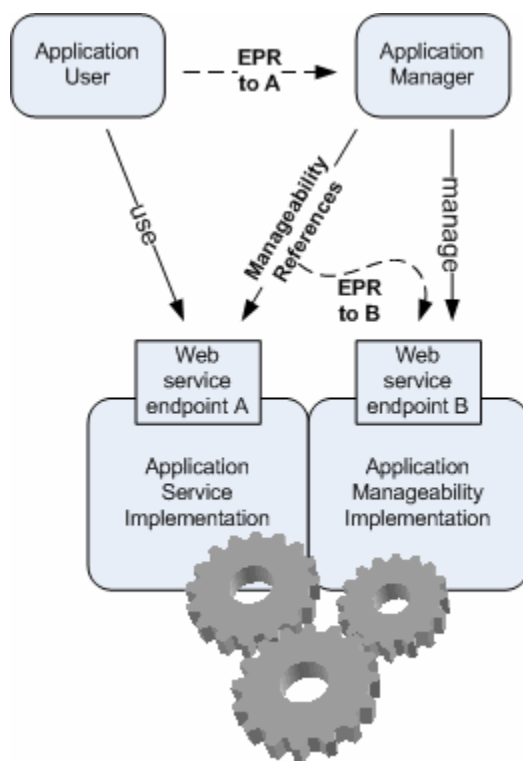 Application
User
EPR
to A
Application
Manager
use
Manageability
References
manage
EPR
to B
Web
service
endpoint A
Web
service
endpoint B
Application
Service
Implementation
Application
Manageability
Implementation